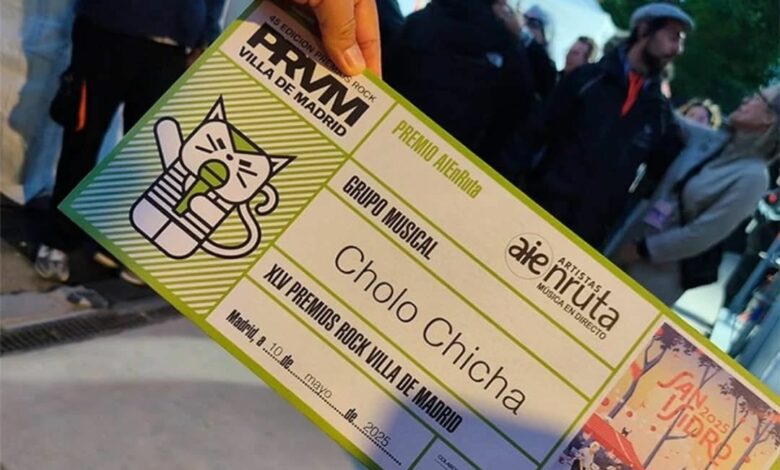 45 EDICIÓN PREMIOS ROCK
PRVM
VILLA DE MADRID
PREMIO AIEnRuta
GRUPO MUSICAL
Cholo Chicha
aie
ARTISTAS
enruta
MÚSICA EN DIRECTO
XLV PREMIOS ROCK VILLA DE MADRID
Madrid, a ....10....de....mayo....de....2025
SAN
ISIDRO
2025